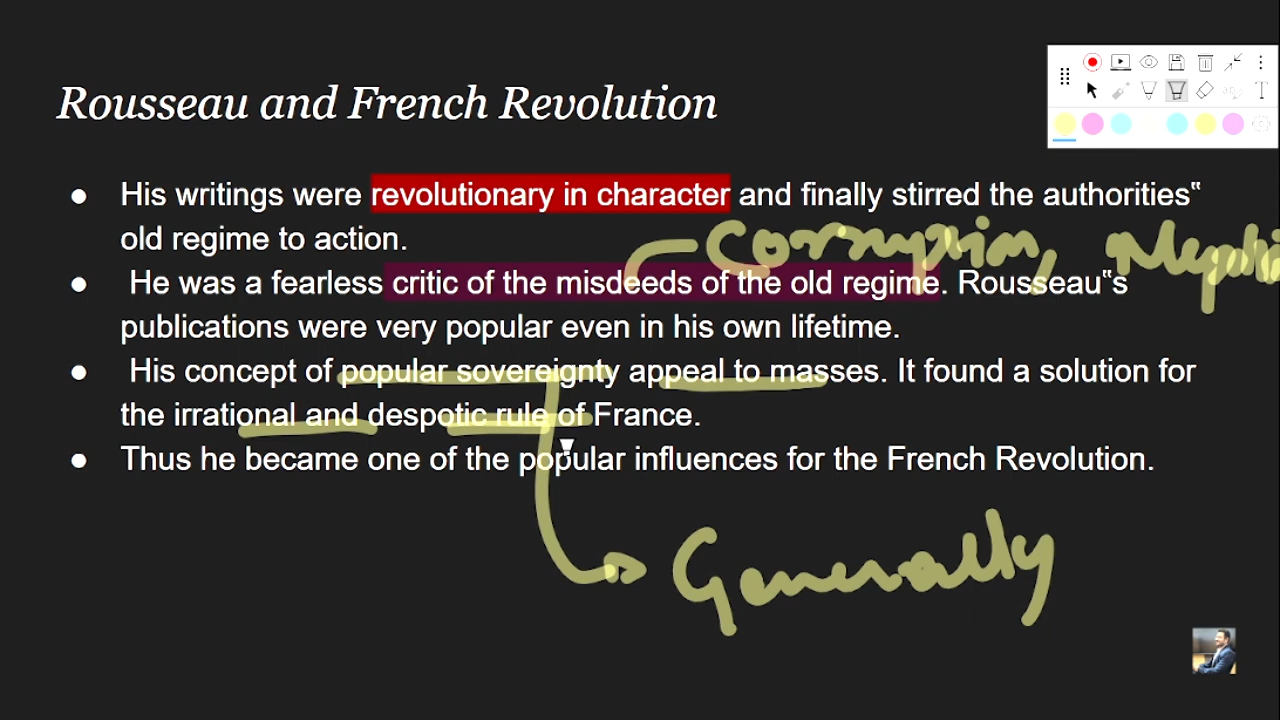 Rousseau and French Revolution
● His writings were revolutionary in character and finally stirred the authorities‟
old regime to action.
Corruption,
● He was a fearless critic of the misdeeds of the old regime. Rousseau‟s
publications were very popular even in his own lifetime.
● His concept of popular sovereignty appeal to masses. It found a solution for
the irrational and despotic rule of France.
● Thus he became one of the popular influences for the French Revolution.
Generally